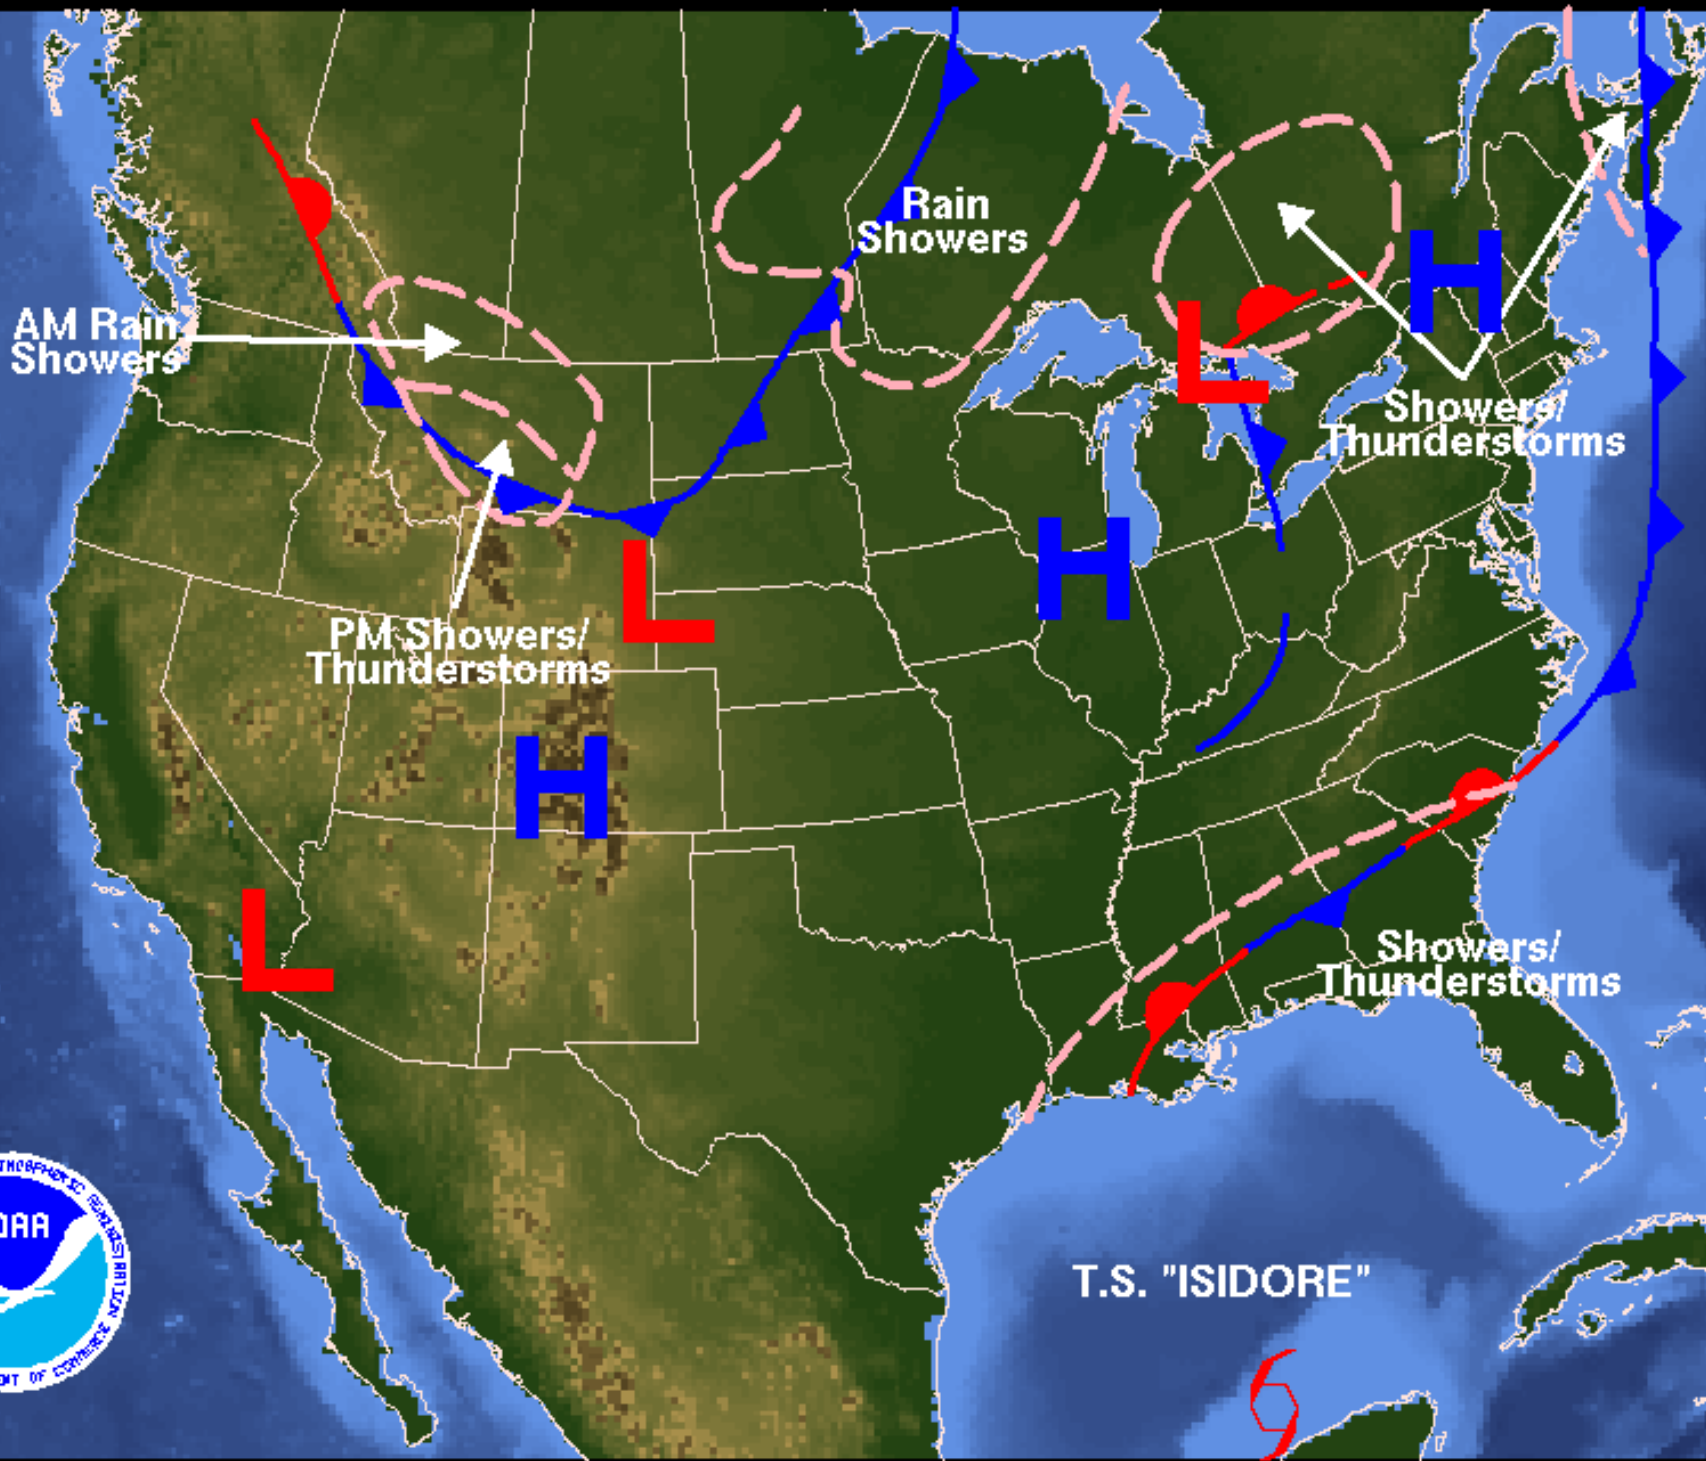 Rain
Showers
H
AM Rain
Showers
L
Showers/
Thunderstorms
H
L
PM Showers/
Thunderstorms
H
L
Showers/
Thunderstorms
T.S. "ISIDORE"